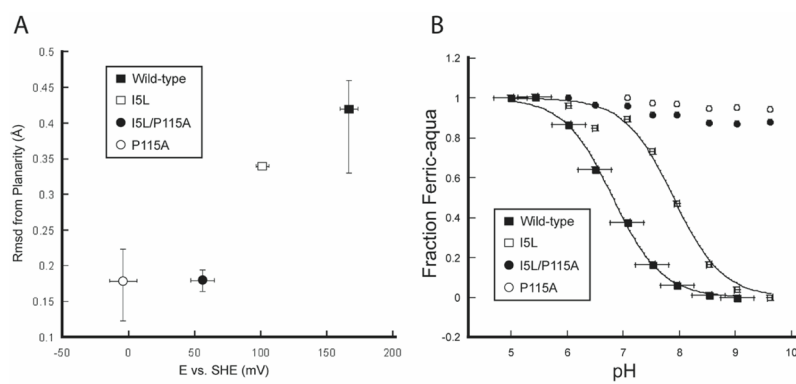 A
Rmsd from Planarity (Å)
0.5
0.45
0.4
0.35
0.3
0.25
0.2
0.15
0.1
-50
0
50
100
150
200
E vs. SHE (mV)
Wild-type
I5L
I5L/P115A
P115A
B
Fraction Ferric-aqua
1.2
1
0.8
0.6
0.4
0.2
0
-0.2
5
6
7
8
9
10
pH
Wild-type
I5L
I5L/P115A
P115A